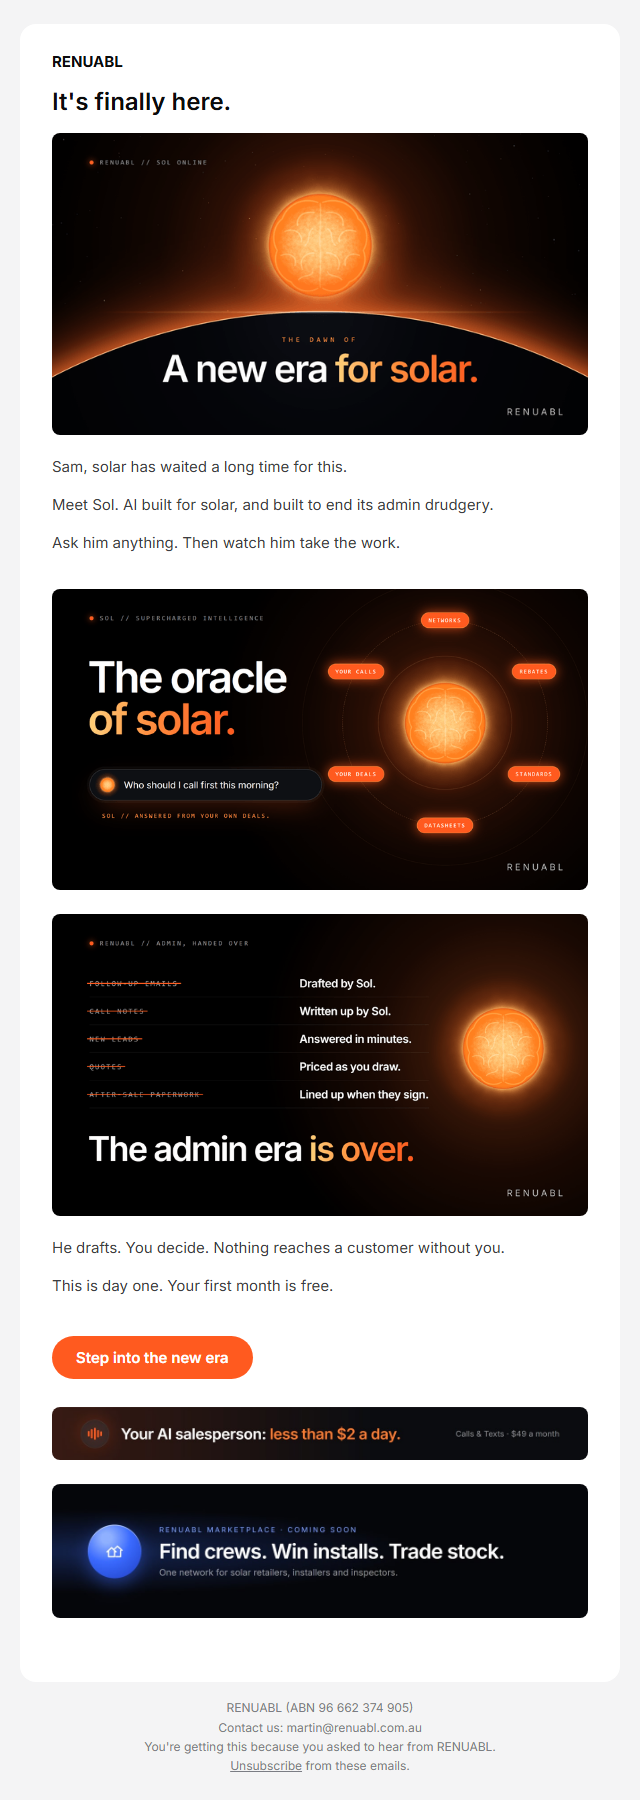 RENUABL
It's finally here.
RENUABL // SOL ONLINE
THE DAWN OF
A new era for solar.
RENUABL
Sam, solar has waited a long time for this.
Meet Sol. AI built for solar, and built to end its admin drudgery.
Ask him anything. Then watch him take the work.
SOL // SUPERCHARGED INTELLIGENCE
The oracle
of solar.
Who should I call first this morning?
SOL // ANSWERED FROM YOUR OWN DEALS.
NETWORKS
YOUR CALLS
REBATES
YOUR DEALS
STANDARDS
DATASHEETS
RENUABL
RENUABL // ADMIN, HANDED OVER
FOLLOW-UP EMAILS Drafted by Sol.
CALL NOTES Written up by Sol.
NEW LEADS Answered in minutes.
QUOTES Priced as you draw.
AFTER-SALE PAPERWORK Lined up when they sign.
The admin era is over.
RENUABL
He drafts. You decide. Nothing reaches a customer without you.
This is day one. Your first month is free.
Step into the new era
Your AI salesperson: less than $2 a day. Calls & Texts · $49 a month
RENUABL MARKETPLACE · COMING SOON
Find crews. Win installs. Trade stock.
One network for solar retailers, installers and inspectors.
RENUABL (ABN 96 662 374 905)
Contact us: martin@renuabl.com.au
You're getting this because you asked to hear from RENUABL.
Unsubscribe from these emails.